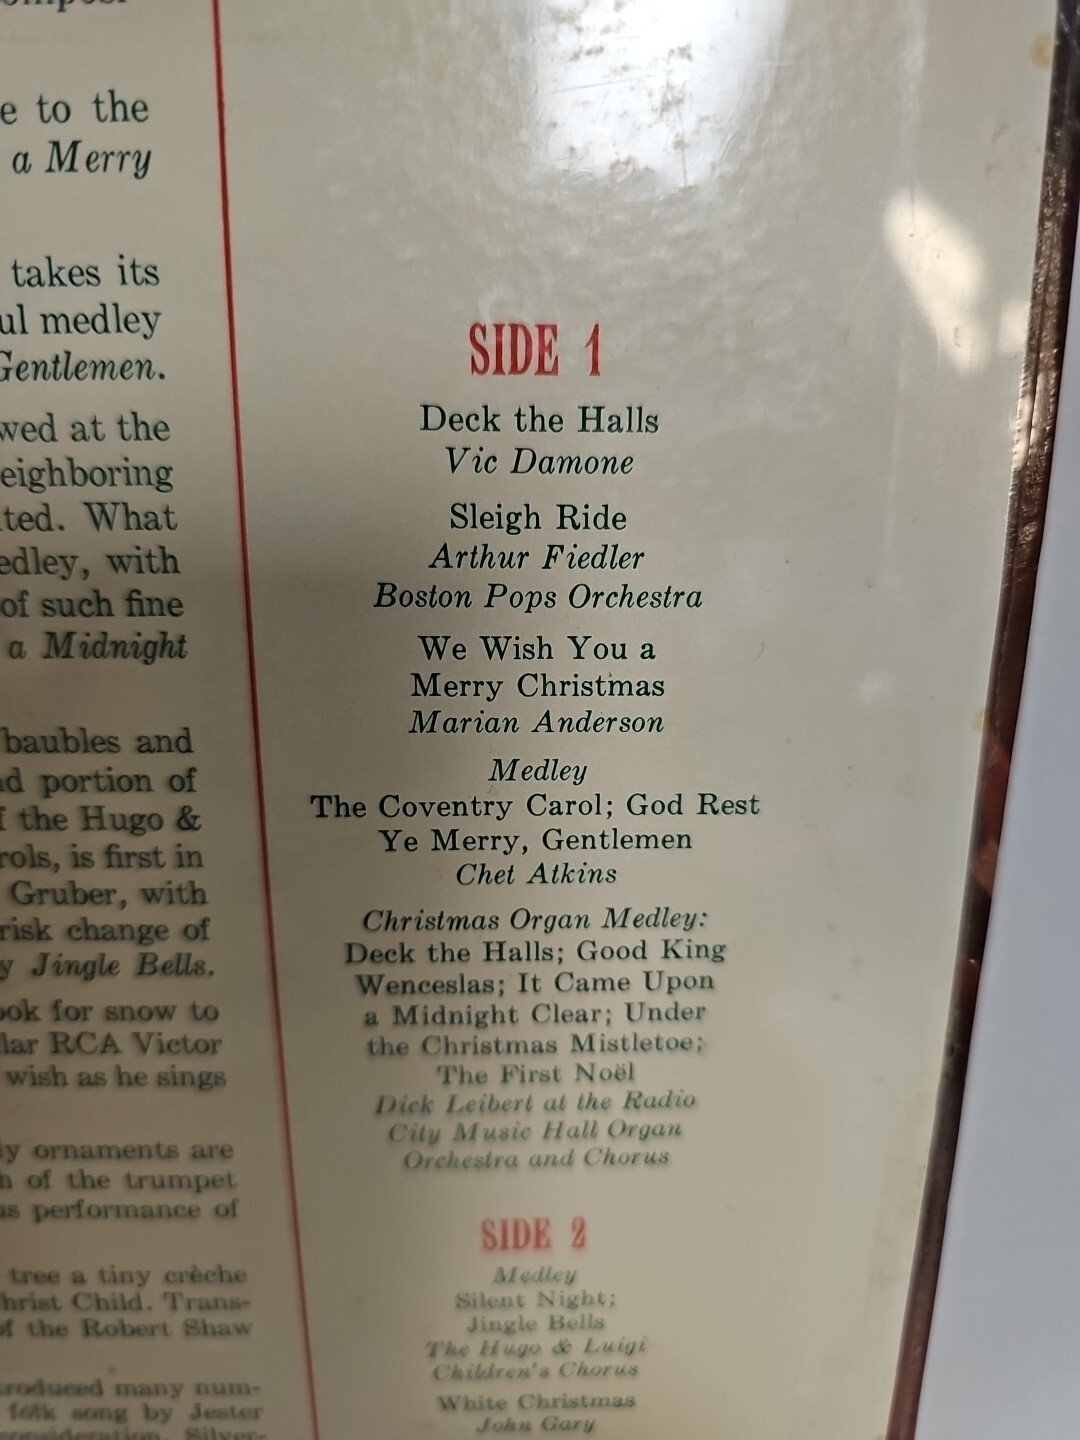 e to the
a Merry
takes its
ul medley
Gentlemen.
wed at the
eighboring
ted. What
edley, with
of such fine
a Midnight
baubles and
d portion of
f the Hugo &
rols, is first in
Gruber, with
risk change of
y Jingle Bells.
ook for snow to
lar RCA Victor
wish as he sings
ly ornaments are
h of the trumpet
us performance of
tree a tiny crèche
hrist Child. Trans-
of the Robert Shaw
troduced many num-
folk song by Jester
consideration. Silver-
SIDE 1
Deck the Halls
Vic Damone
Sleigh Ride
Arthur Fiedler
Boston Pops Orchestra
We Wish You a
Merry Christmas
Marian Anderson
Medley
The Coventry Carol; God Rest
Ye Merry, Gentlemen
Chet Atkins
Christmas Organ Medley:
Deck the Halls; Good King
Wenceslas; It Came Upon
a Midnight Clear; Under
the Christmas Mistletoe;
The First Noël
Dick Leibert at the Radio
City Music Hall Organ
Orchestra and Chorus
SIDE 2
Medley
Silent Night;
Jingle Bells
The Hugo & Luigi
Children's Chorus
White Christmas
John Gary